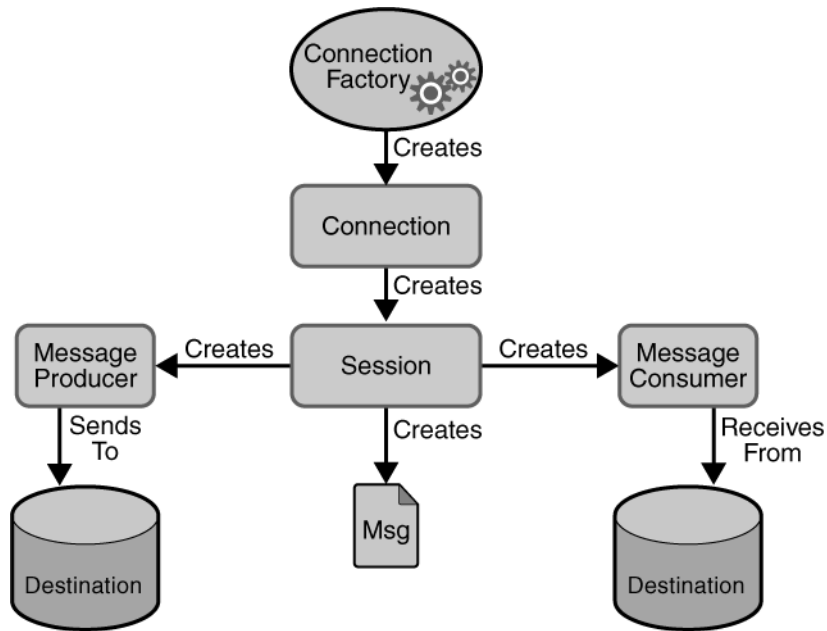 Connection
Factory
Creates
Connection
Creates
Message
Producer
Creates
Session
Creates
Message
Consumer
Sends
To
Creates
Receives
From
Destination
Msg
Destination